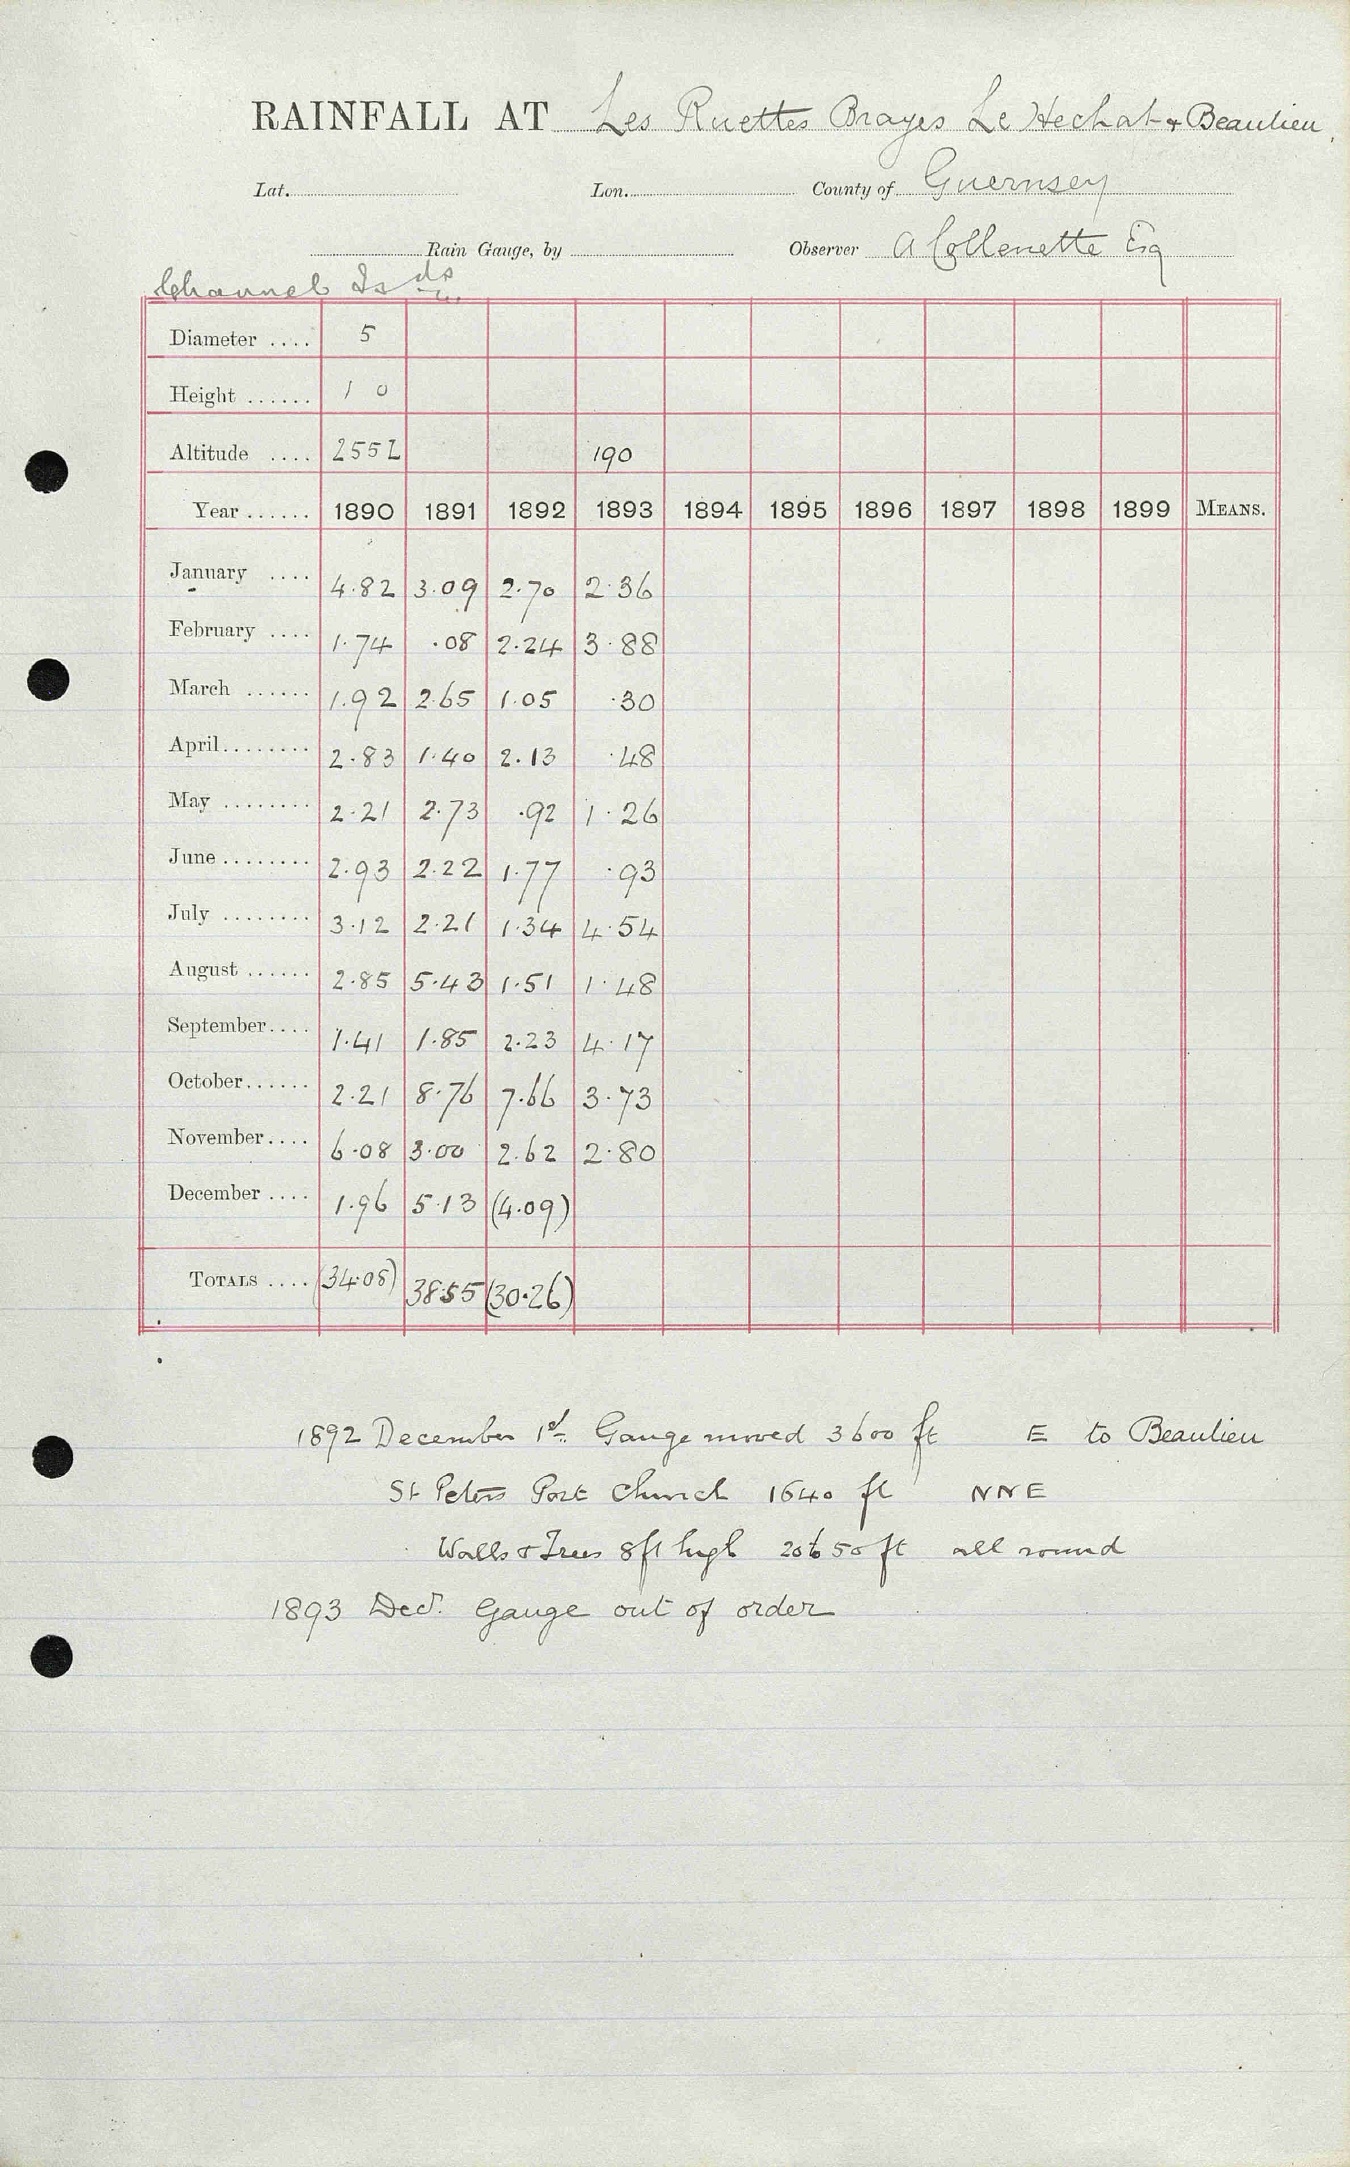 RAINFALL AT Les Ruettes Brayes Le Hechat + Beaulieu
Lat. Lon. County of Guernsey
Rain Gauge, by Observer A Collenette Esq
Channel Isds
Diameter .... 5
Height ...... 1 0
Altitude .... 255 190
Year ...... 1890 1891 1892 1893 1894 1895 1896 1897 1898 1899 MEANS.
January .... 4.82 3.09 2.70 2.36
February .... 1.74 .08 2.24 3.88
March ...... 1.92 2.65 1.05 .30
April ........ 2.83 1.40 2.13 .48
May ........ 2.21 2.73 .92 1.26
June ........ 2.93 2.22 1.77 .93
July ........ 3.12 2.21 1.34 4.54
August ...... 2.85 5.43 1.51 1.48
September .... 1.41 1.85 2.23 4.17
October ...... 2.21 8.76 7.66 3.73
November .... 6.08 3.00 2.62 2.80
December .... 1.96 5.13 (4.09)
TOTALS .... (34.08) 38.55 (30.26)
1892 December 1st. Gauge moved 3600 ft E to Beaulieu
St Peters Port Church 1640 ft NNE
Walls & Trees 8ft high 20 to 50 ft all round
1893 Decr. Gauge out of order